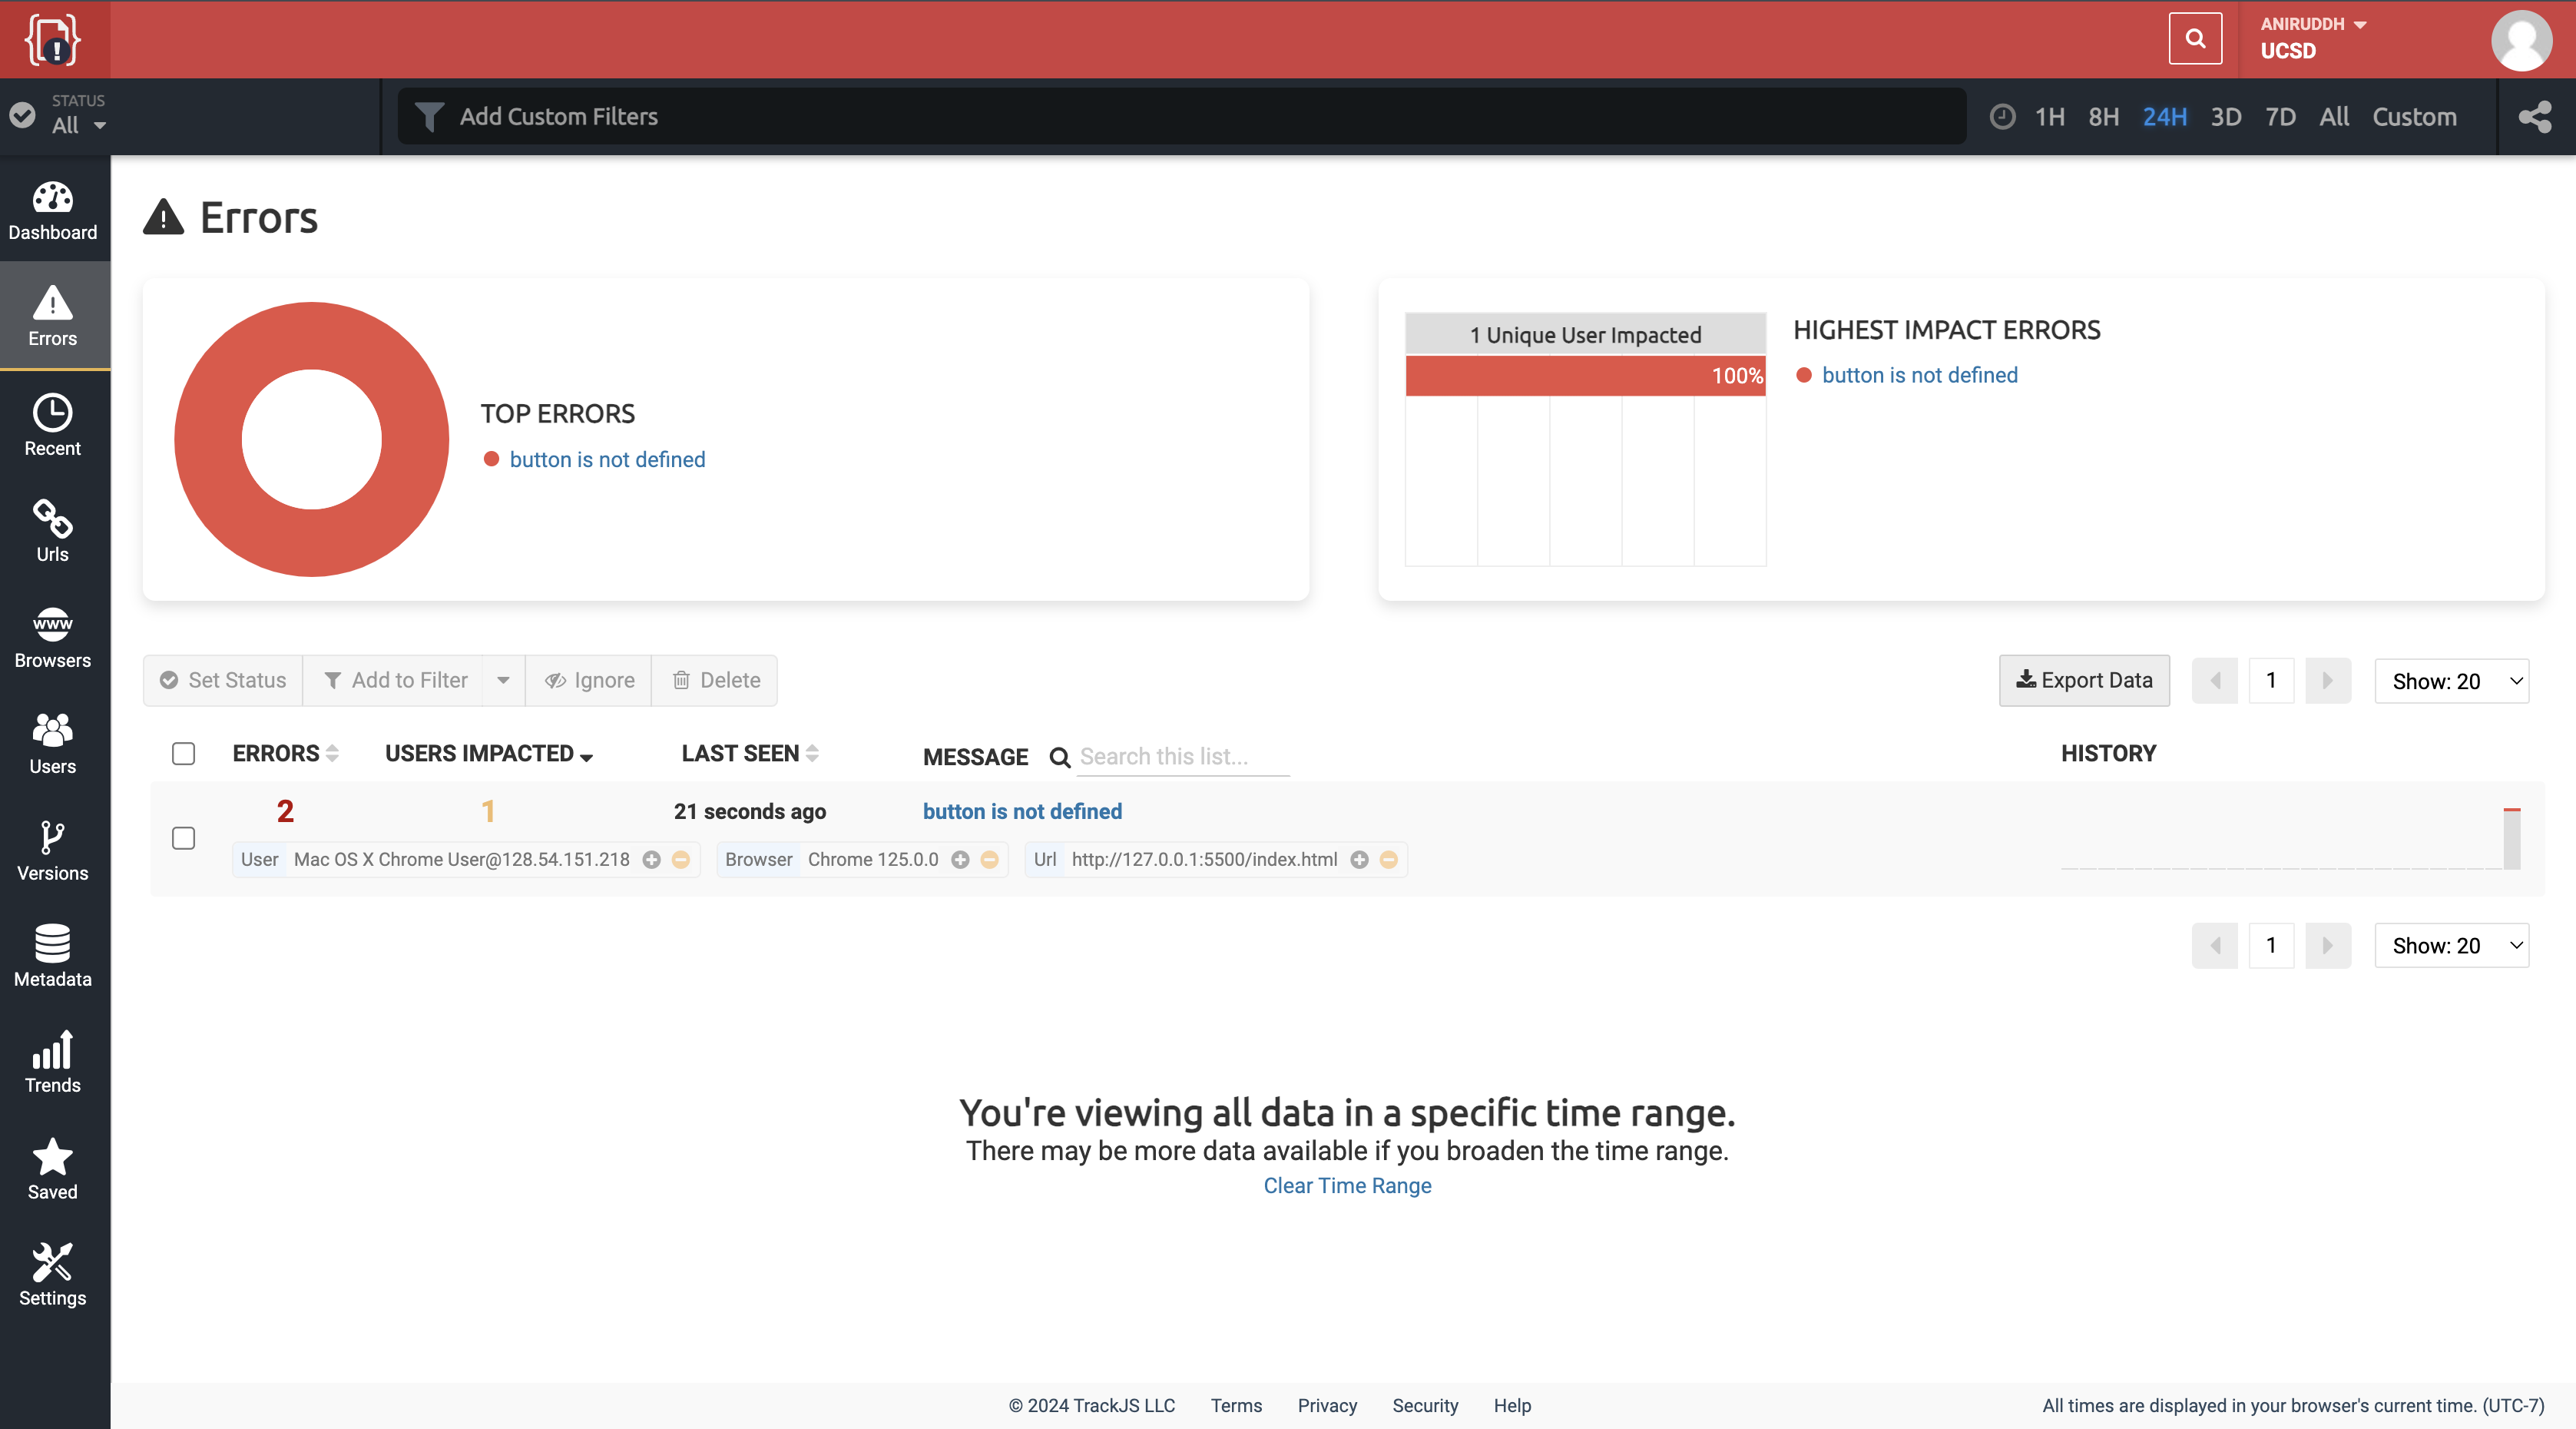 ANIRUDDH
UCSD
STATUS
All
Add Custom Filters
1H 8H 24H 3D 7D All Custom
Dashboard
Errors
Recent
Urls
WWW
Browsers
Users
Versions
Metadata
Trends
Saved
Settings
Errors
TOP ERRORS
button is not defined
1 Unique User Impacted
100%
HIGHEST IMPACT ERRORS
button is not defined
Set Status Add to Filter Ignore Delete
Export Data 1 Show: 20
ERRORS USERS IMPACTED LAST SEEN MESSAGE Search this list... HISTORY
2 1 21 seconds ago button is not defined
User Mac OS X Chrome User@128.54.151.218 Browser Chrome 125.0.0 Url http://127.0.0.1:5500/index.html
1 Show: 20
You're viewing all data in a specific time range.
There may be more data available if you broaden the time range.
Clear Time Range
© 2024 TrackJS LLC Terms Privacy Security Help All times are displayed in your browser's current time. (UTC-7)